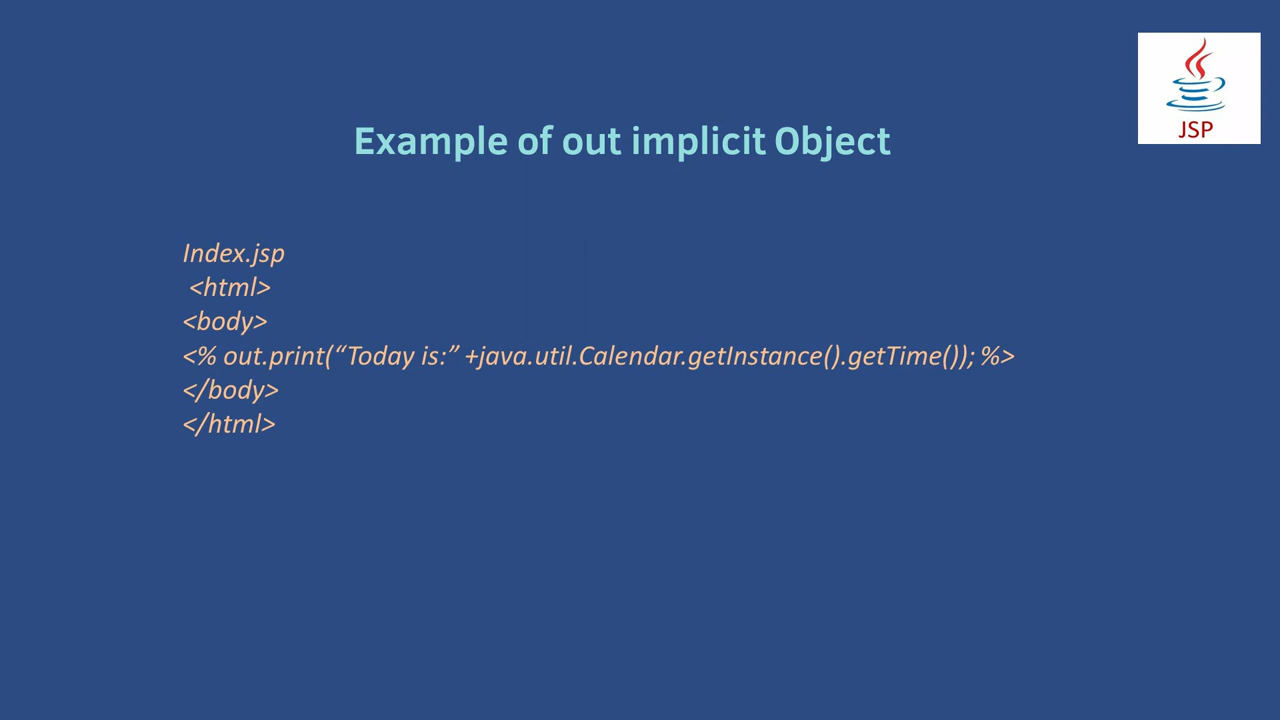 JSP
Example of out implicit Object
Index.jsp
<html>
<body>
<% out.print(“Today is:” +java.util.Calendar.getInstance().getTime()); %>
</body>
</html>